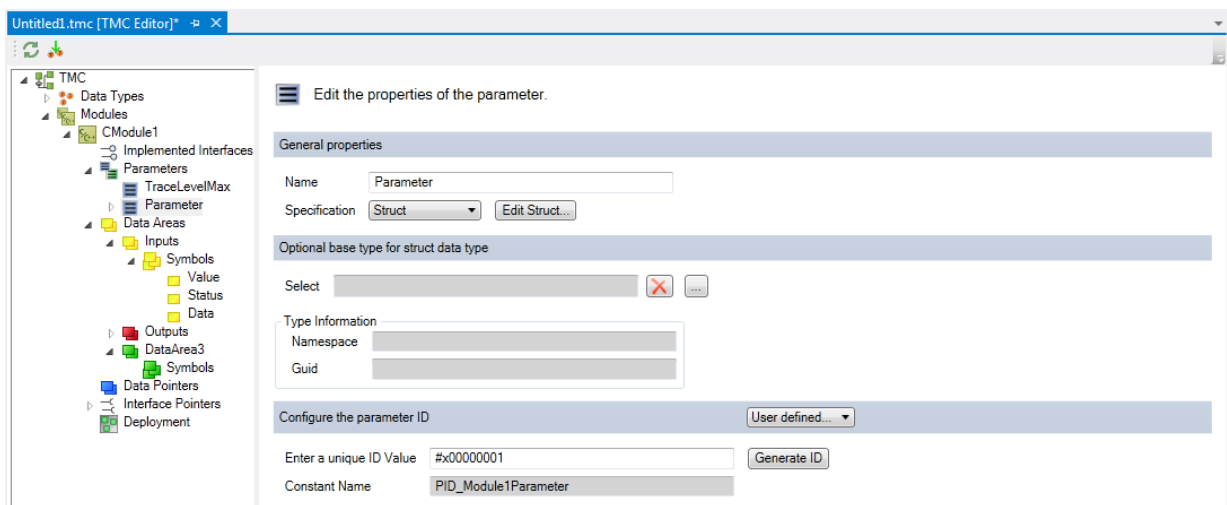 Untitled1.tmc [TMC Editor]*
TMC
Data Types
Modules
CModule1
Implemented Interfaces
Parameters
TraceLevelMax
Parameter
Data Areas
Inputs
Symbols
Value
Status
Data
Outputs
DataArea3
Symbols
Data Pointers
Interface Pointers
Deployment
Edit the properties of the parameter.
General properties
Name Parameter
Specification Struct Edit Struct...
Optional base type for struct data type
Select ...
Type Information
Namespace
Guid
Configure the parameter ID User defined...
Enter a unique ID Value #x00000001 Generate ID
Constant Name PID_Module1Parameter